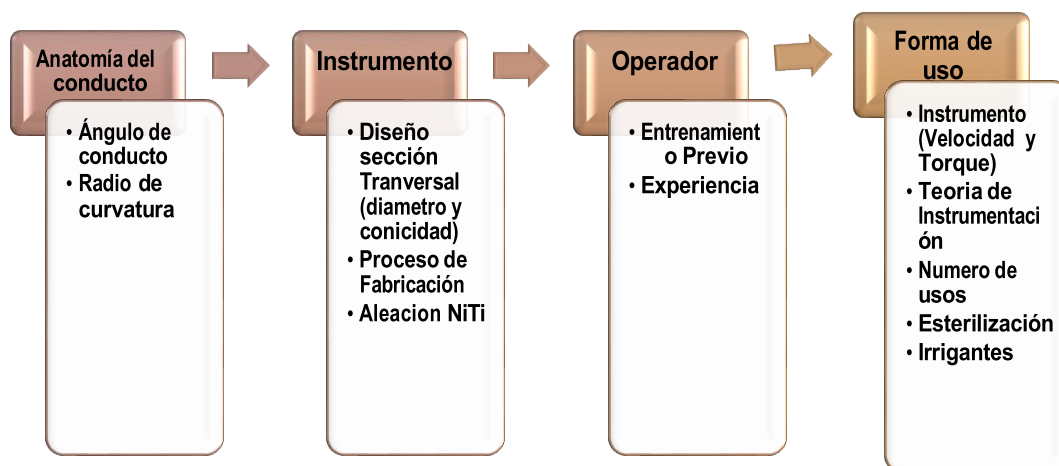 Anatomía del
conducto
• Ángulo de
conducto
• Radio de
curvatura
Instrumento
• Diseño
sección
Tranversal
(diametro y
conicidad)
• Proceso de
Fabricación
• Aleacion NiTi
Operador
• Entrenamient
o Previo
• Experiencia
Forma de
uso
• Instrumento
(Velocidad y
Torque)
• Teoria de
Instrumentaci
ón
• Numero de
usos
• Esterilización
• Irrigantes